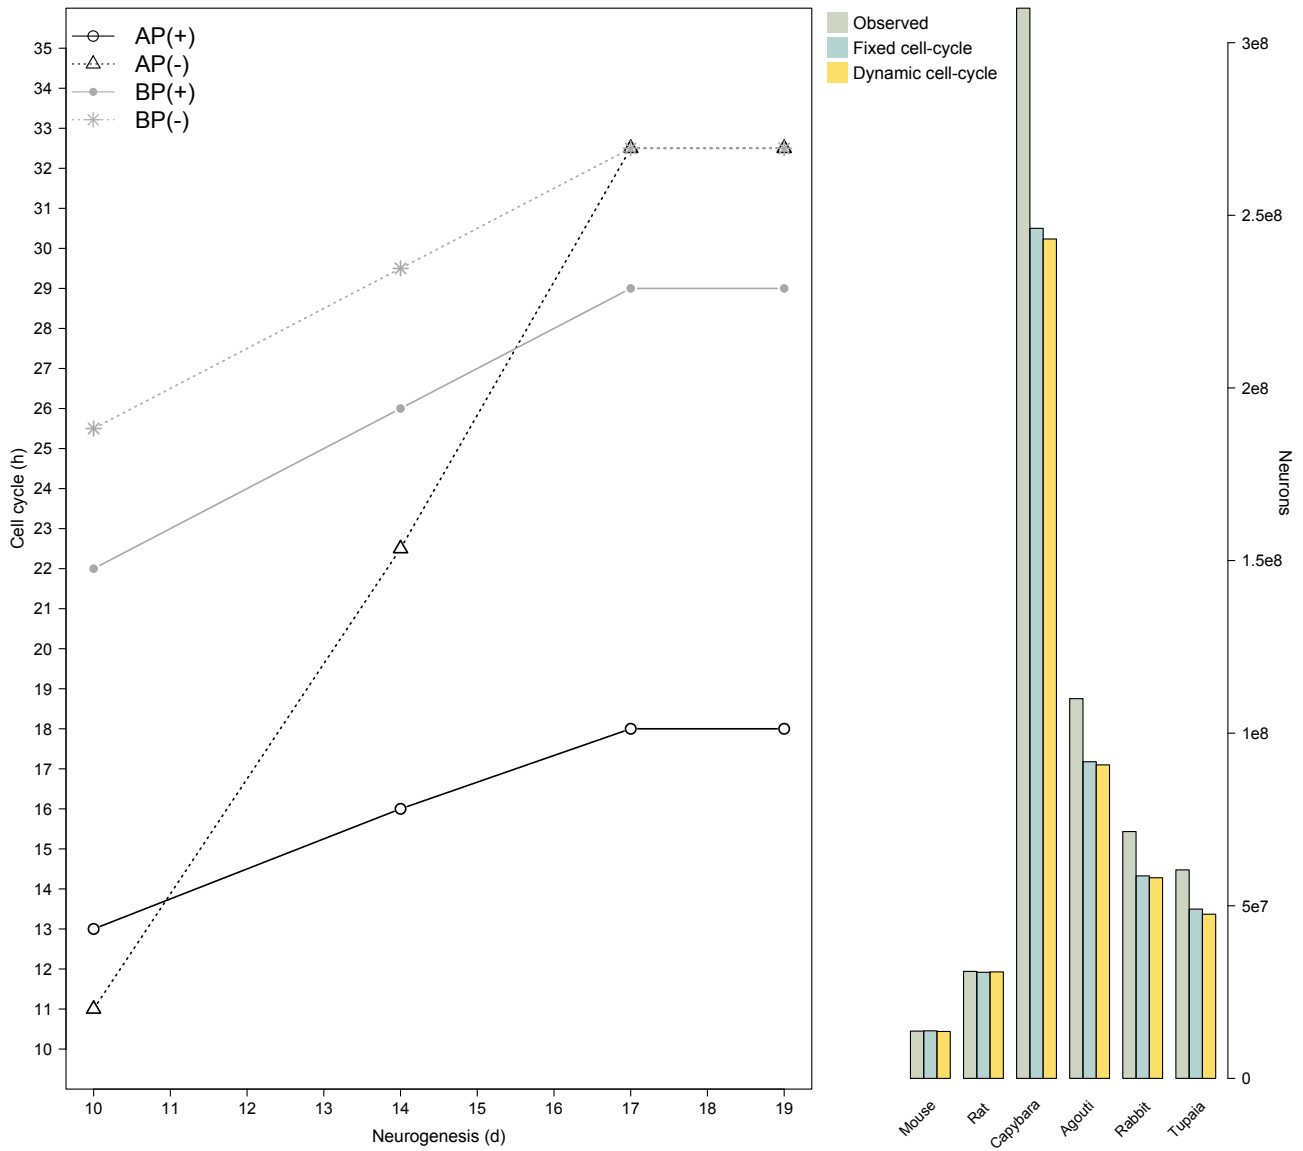 AP(+)
AP(-)
BP(+)
BP(-)
35
34
33
32
31
30
29
28
27
26
25
24
23
22
21
20
19
18
17
16
15
14
13
12
11
10
Cell cycle (h)
10 11 12 13 14 15 16 17 18 19
Neurogenesis (d)
Observed
Fixed cell-cycle
Dynamic cell-cycle
3e8
2.5e8
2e8
1.5e8
1e8
5e7
0
Neurons
Mouse
Rat
Capybara
Agouti
Rabbit
Tupaia